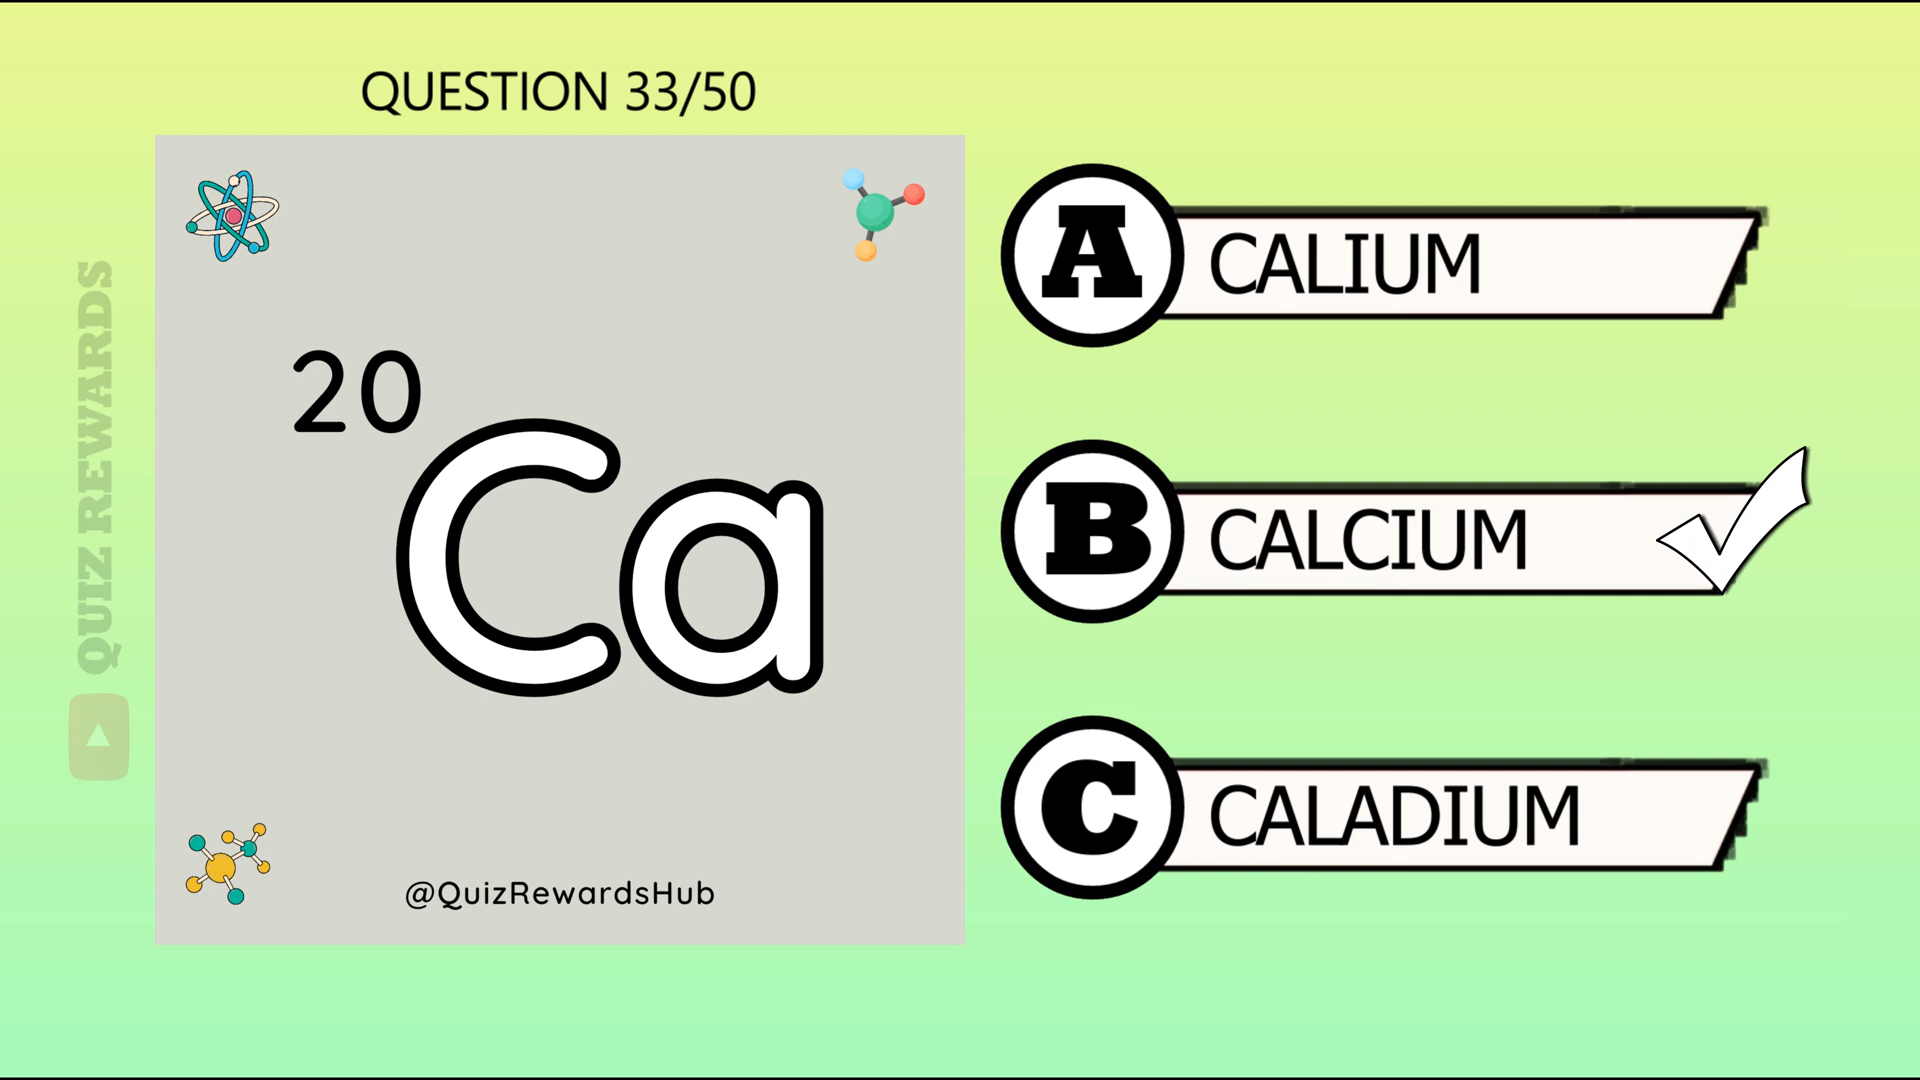 QUESTION 33/50
QUIZ REWARDS
20
Ca
@QuizRewardsHub
A CALIUM
B CALCIUM
C CALADIUM